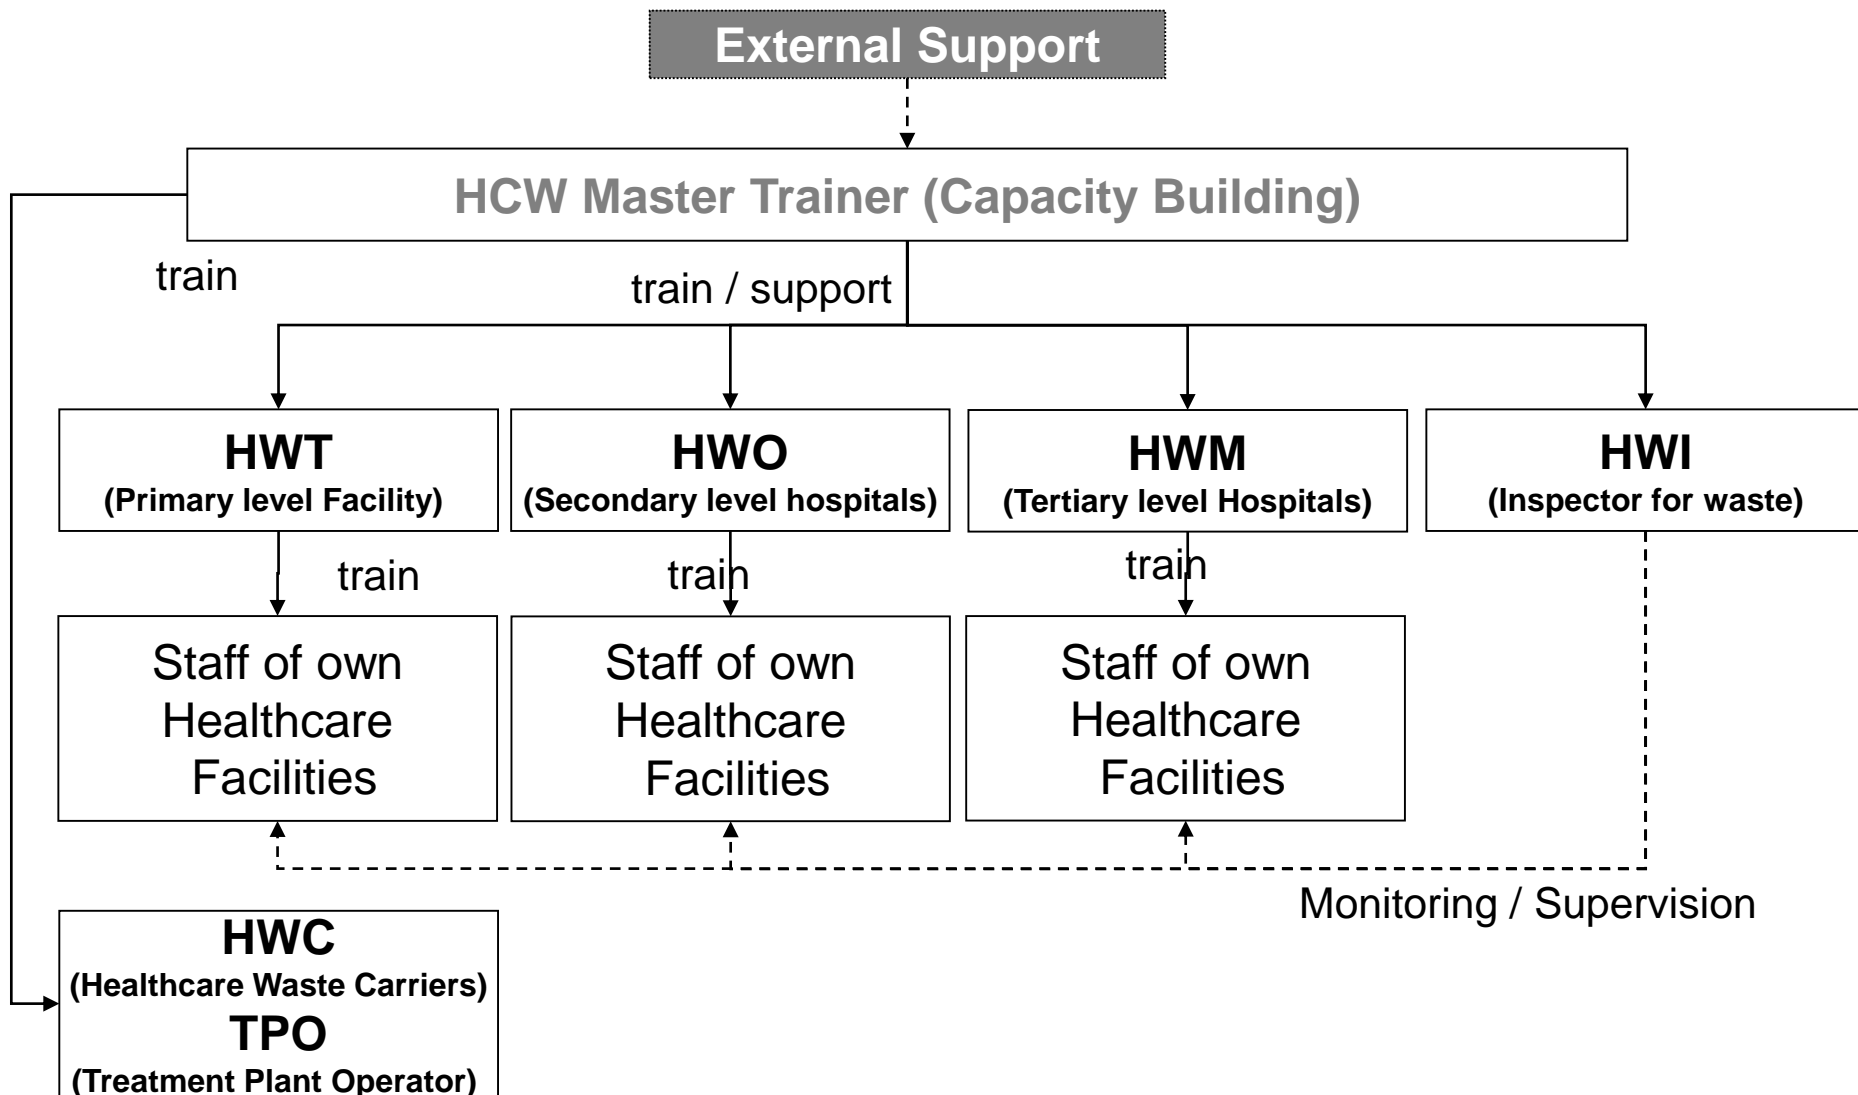 External Support
HCW Master Trainer (Capacity Building)
train
train / support
HWT
(Primary level Facility)
HWO
(Secondary level hospitals)
HWM
(Tertiary level Hospitals)
HWI
(Inspector for waste)
train
train
train
Staff of own
Healthcare
Facilities
Staff of own
Healthcare
Facilities
Staff of own
Healthcare
Facilities
Monitoring / Supervision
HWC
(Healthcare Waste Carriers)
TPO
(Treatment Plant Operator)